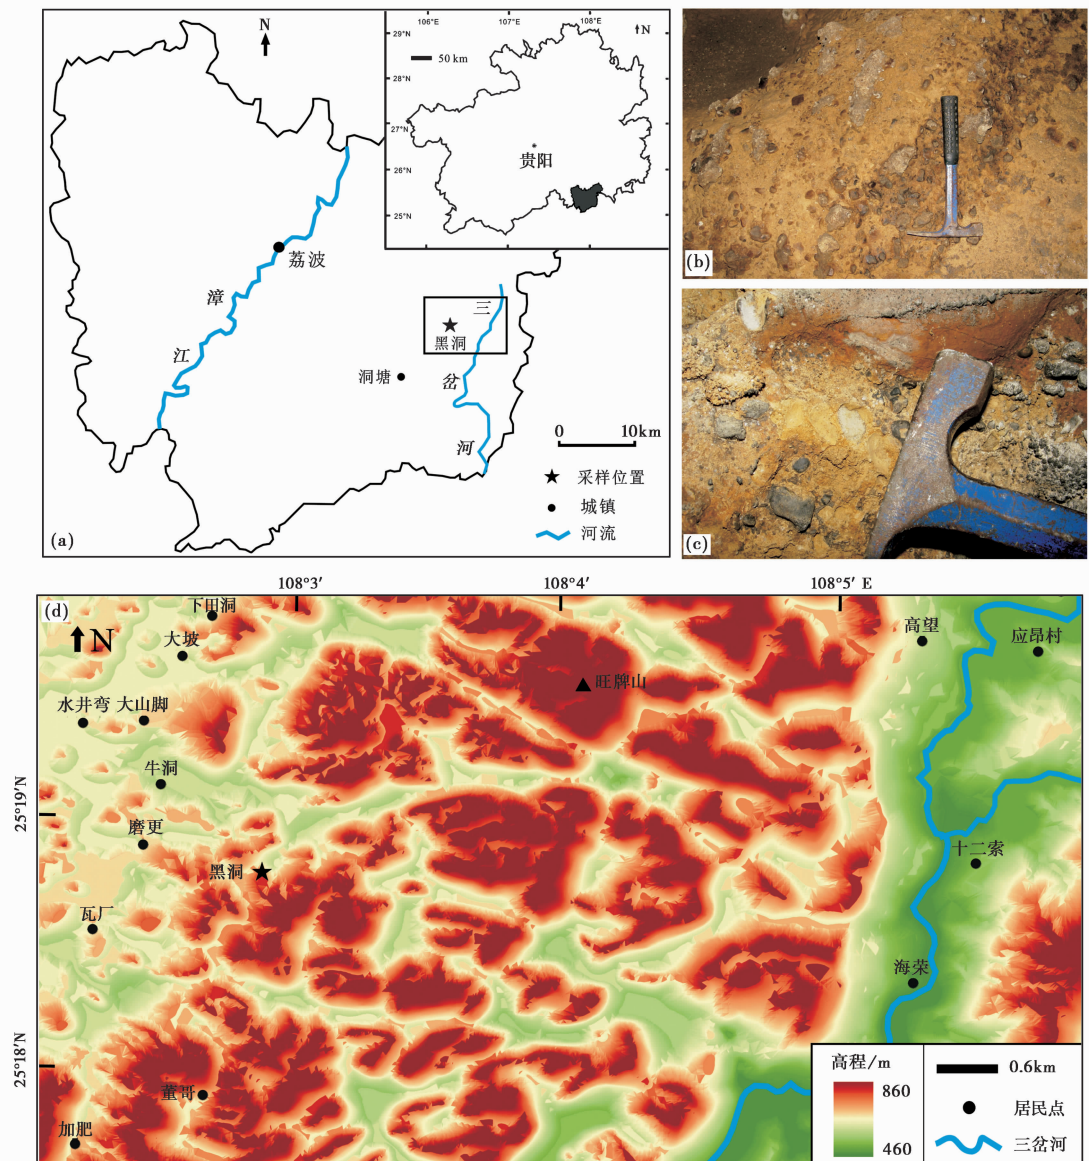 N
106°E 107°E 108°E
29°N
28°N
27°N
26°N
25°N
N
50 km
贵阳
荔波
漳
江
三
黑洞
洞塘
岔
河
0 10km
采样位置
城镇
河流
(a)
(b)
(c)
108°3′ 108°4′ 108°5′ E
(d)
N
下田洞
大坡
高望
应昂村
旺牌山
水井弯 大山脚
牛洞
25°19′N
磨更
十二索
黑洞
瓦厂
海荣
25°18′N
董哥
加肥
高程/m
860
460
0.6km
居民点
三岔河